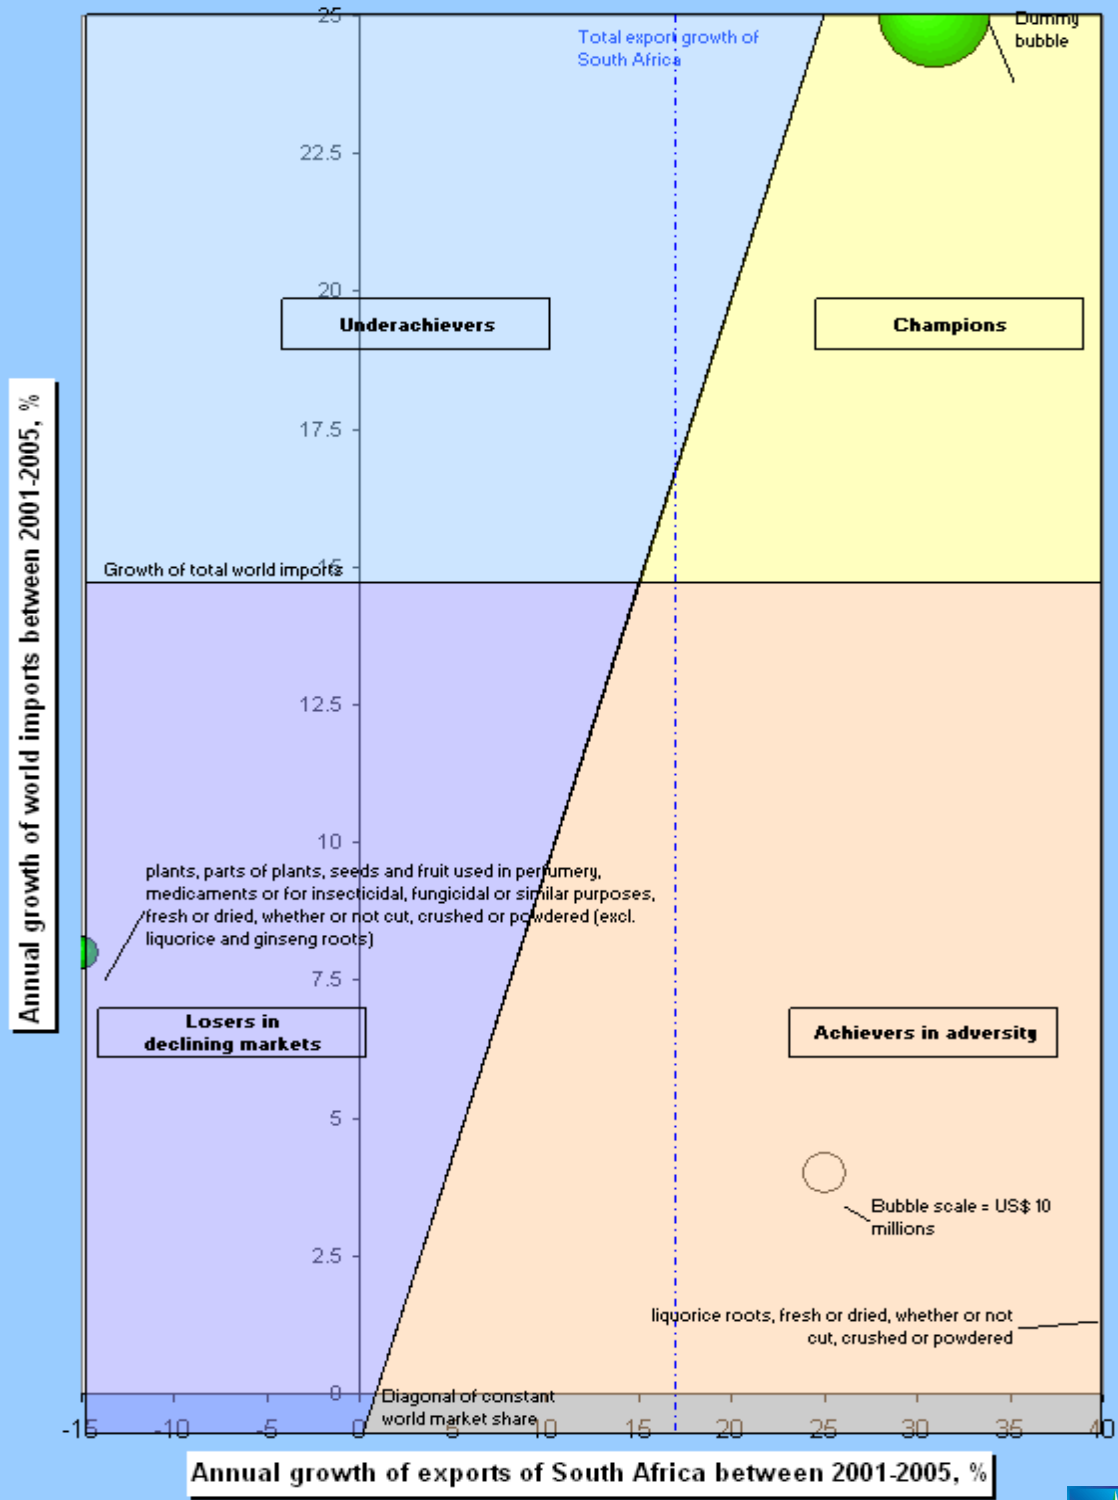 25
Total export growth of
South Africa
Dummy
bubble
22.5
20
Underachievers
Champions
17.5
Annual growth of world imports between 2001-2005, %
15
Growth of total world imports
12.5
10
plants, parts of plants, seeds and fruit used in perfumery,
medicaments or for insecticidal, fungicidal or similar purposes,
fresh or dried, whether or not cut, crushed or powdered (excl.
liquorice and ginseng roots)
7.5
Losers in
declining markets
Achievers in adversity
5
Bubble scale = US$ 10
millions
2.5
liquorice roots, fresh or dried, whether or not
cut, crushed or powdered
0
Diagonal of constant
world market share
-15 -10 -5 0 5 10 15 20 25 30 35 40
Annual growth of exports of South Africa between 2001-2005, %